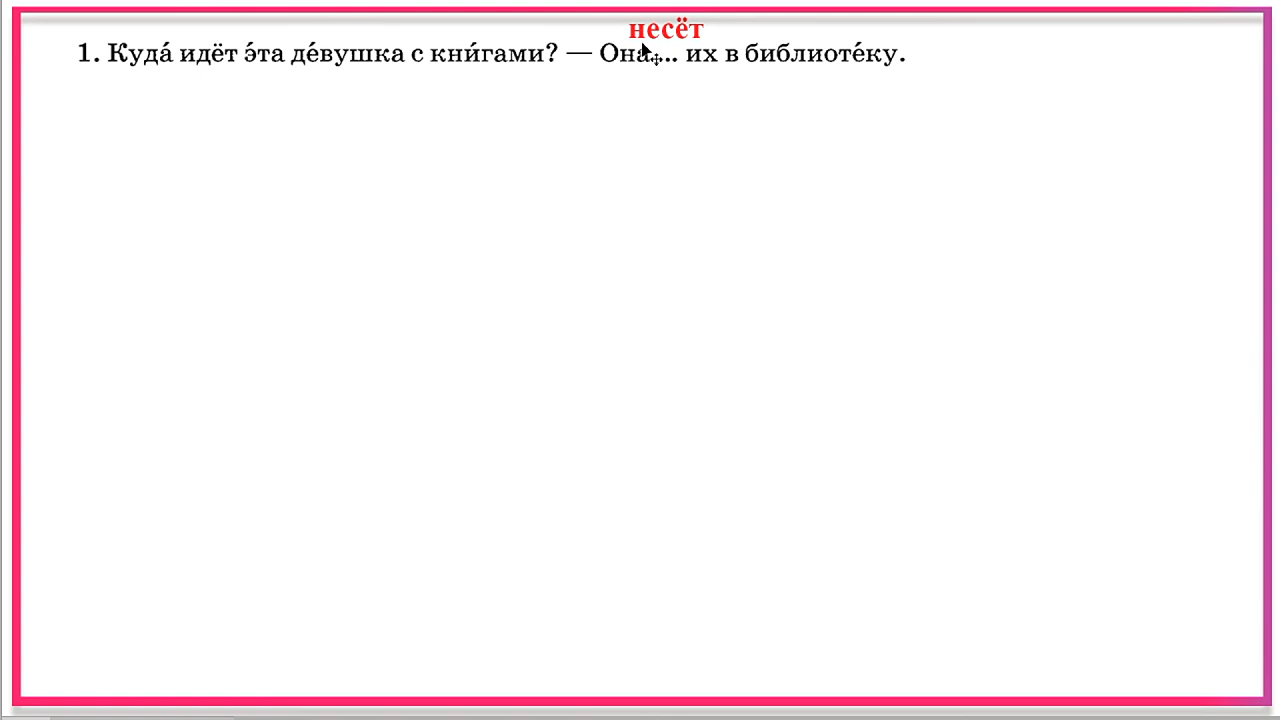 несёт
1. Куда́ идёт э́та де́вушка с кни́гами? — Она́ ... их в библиоте́ку.